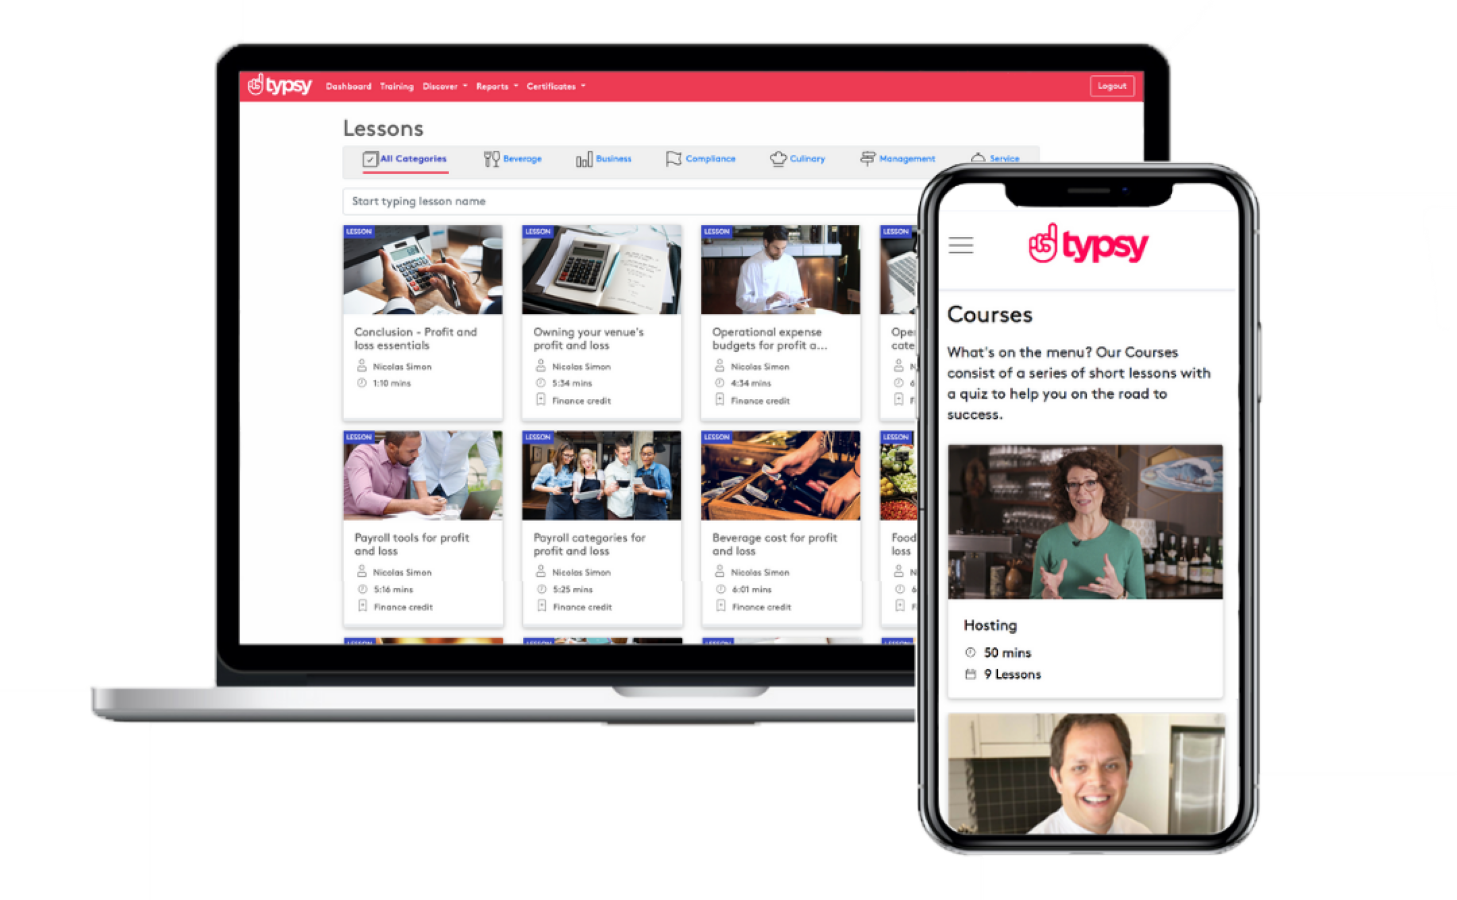 typsy
Dashboard Training Discover Reports Certificates
Logout
Lessons
All Categories Beverage Business Compliance Culinary Management Service
Start typing lesson name
LESSON LESSON LESSON LESSON
Conclusion - Profit and
loss essentials
Nicolas Simon
1:10 mins
Owning your venue's
profit and loss
Nicolas Simon
5:34 mins
Finance credit
Operational expense
budgets for profit a...
Nicolas Simon
4:34 mins
Finance credit
Ope
cate
N
6
F
LESSON LESSON LESSON LESSON
Payroll tools for profit
and loss
Nicolas Simon
5:16 mins
Finance credit
Payroll categories for
profit and loss
Nicolas Simon
5:25 mins
Finance credit
Beverage cost for profit
and loss
Nicolas Simon
6:01 mins
Finance credit
Food
loss
N
6
F
LESSON LESSON LESSON LESSON
typsy
Courses
What's on the menu? Our Courses
consist of a series of short lessons with
a quiz to help you on the road to
success.
Hosting
50 mins
9 Lessons